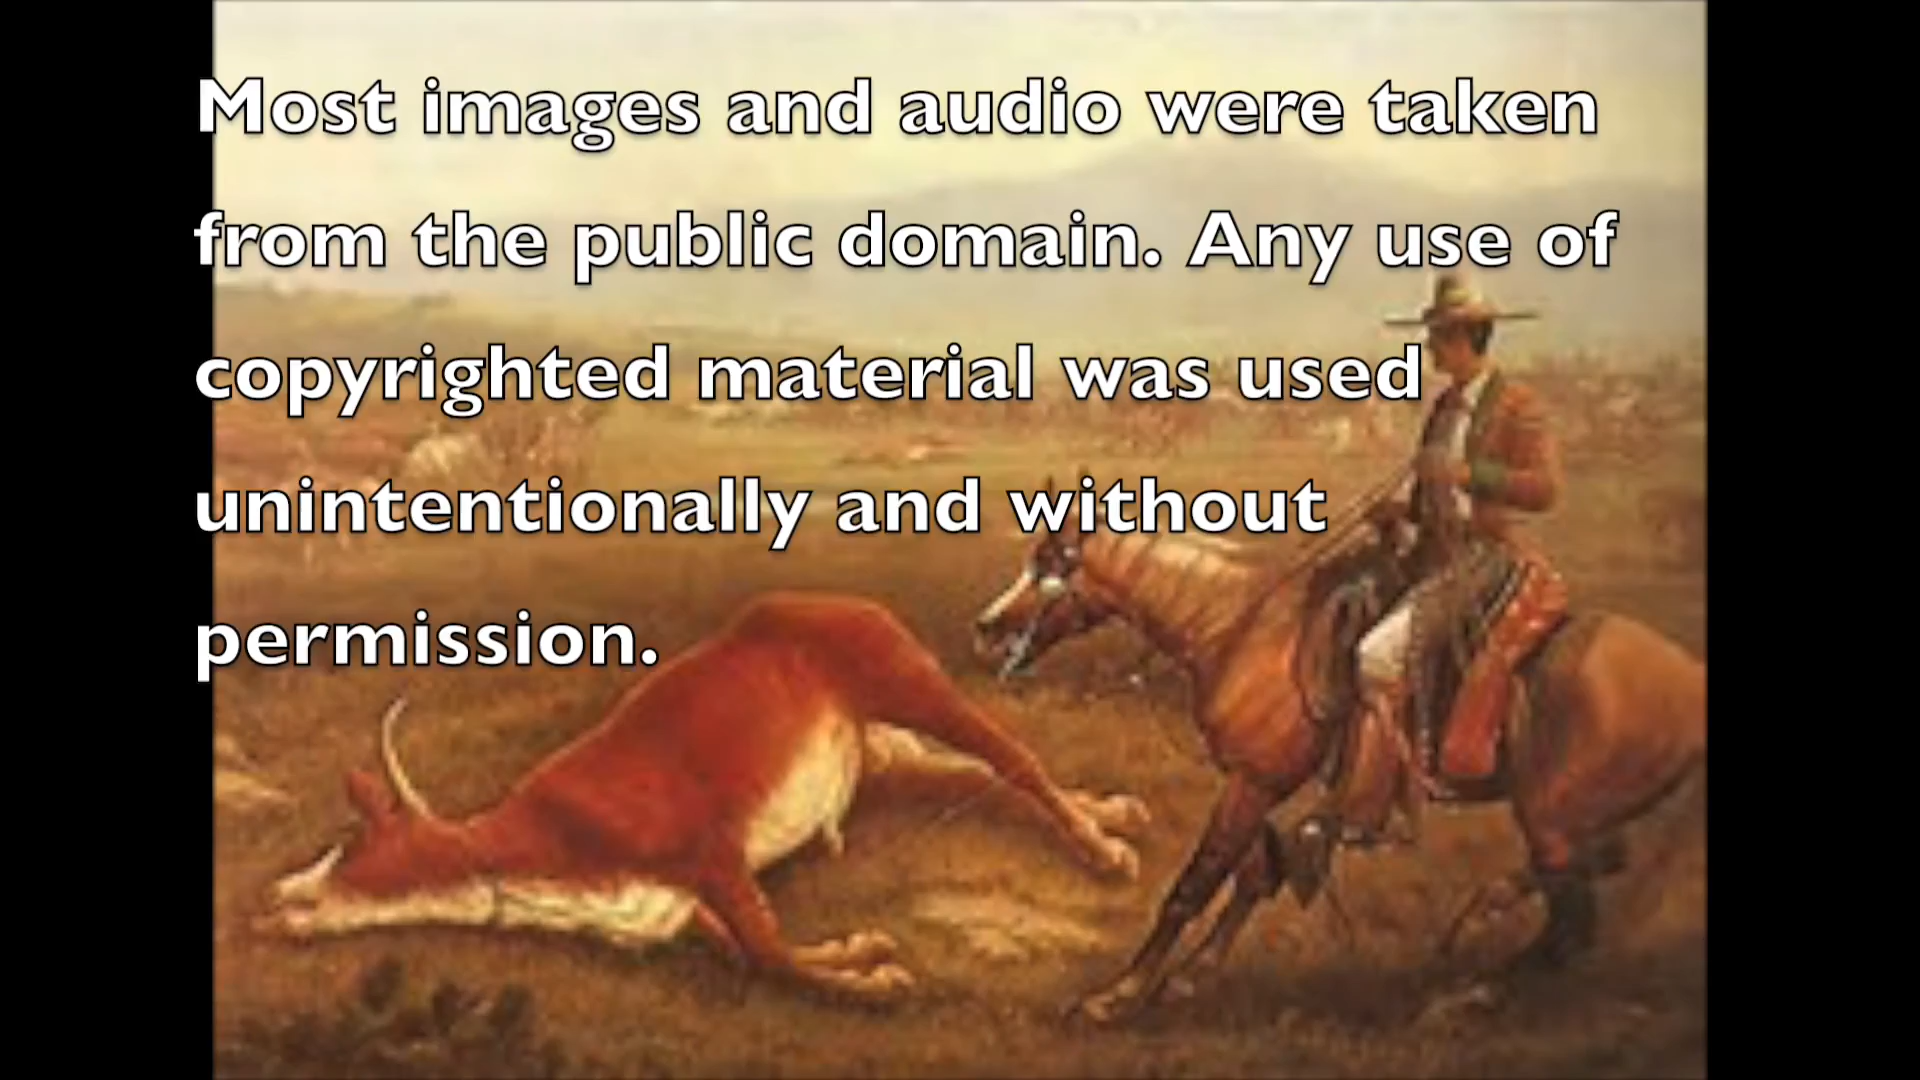 Most images and audio were taken
from the public domain. Any use of
copyrighted material was used
unintentionally and without
permission.